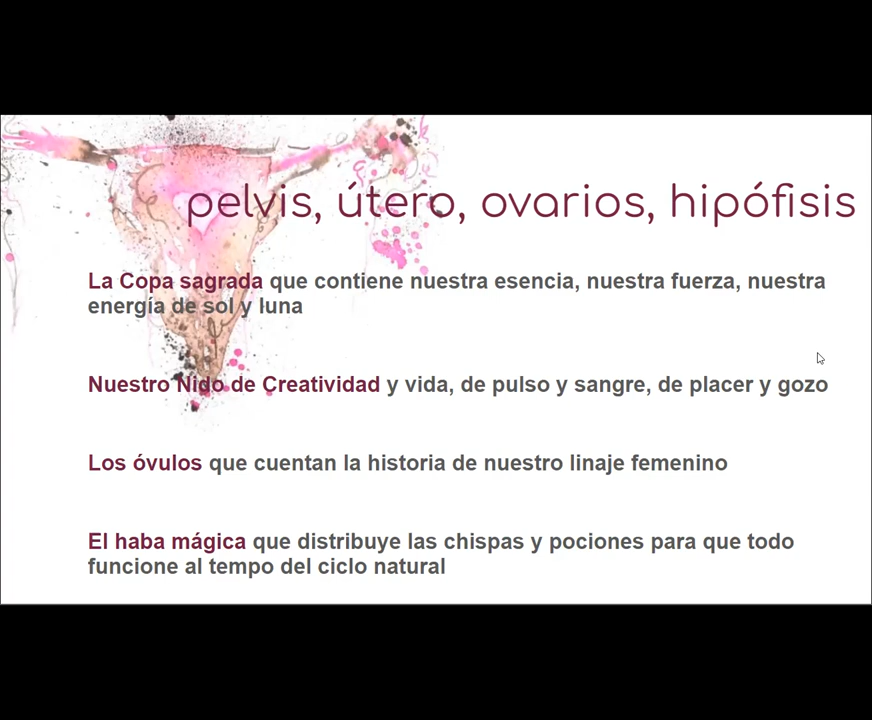 pelvis, útero, ovarios, hipófisis
La Copa sagrada que contiene nuestra esencia, nuestra fuerza, nuestra
energía de sol y luna
Nuestro Nido de Creatividad y vida, de pulso y sangre, de placer y gozo
Los óvulos que cuentan la historia de nuestro linaje femenino
El haba mágica que distribuye las chispas y pociones para que todo
funcione al tempo del ciclo natural